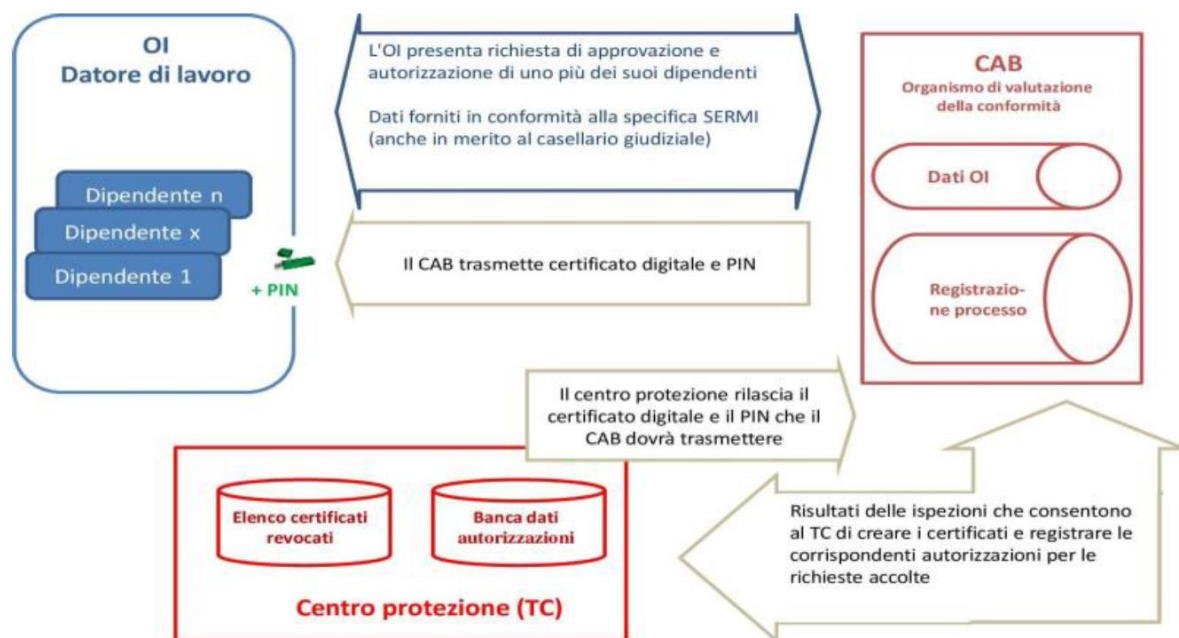 OI
Datore di lavoro
Dipendente n
Dipendente x
Dipendente 1
+ PIN
L'OI presenta richiesta di approvazione e
autorizzazione di uno più dei suoi dipendenti
Dati forniti in conformità alla specifica SERMI
(anche in merito al casellario giudiziale)
Il CAB trasmette certificato digitale e PIN
CAB
Organismo di valutazione
della conformità
Dati OI
Registrazio-
ne processo
Il centro protezione rilascia il
certificato digitale e il PIN che il
CAB dovrà trasmettere
Elenco certificati
revocati
Banca dati
autorizzazioni
Centro protezione (TC)
Risultati delle ispezioni che consentono
al TC di creare i certificati e registrare le
corrispondenti autorizzazioni per le
richieste accolte